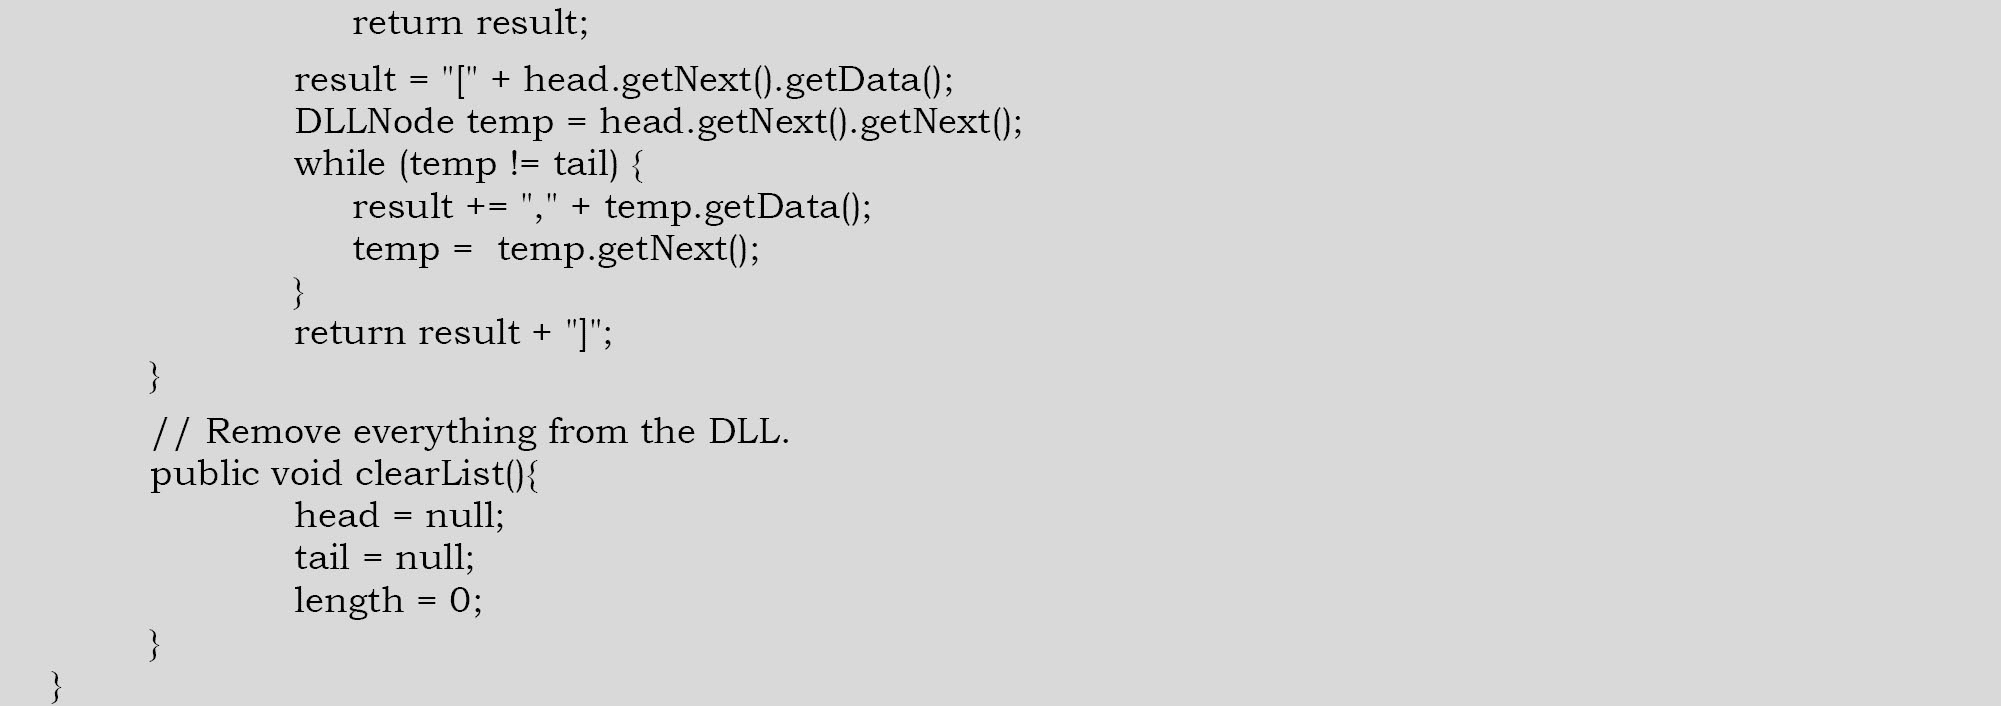 return result;
result = "[" + head.getNext().getData();
DLLNode temp = head.getNext().getNext();
while (temp != tail) {
result += "," + temp.getData();
temp =  temp.getNext();
}
return result + "]";
}
// Remove everything from the DLL.
public void clearList(){
head = null;
tail = null;
length = 0;
}
}